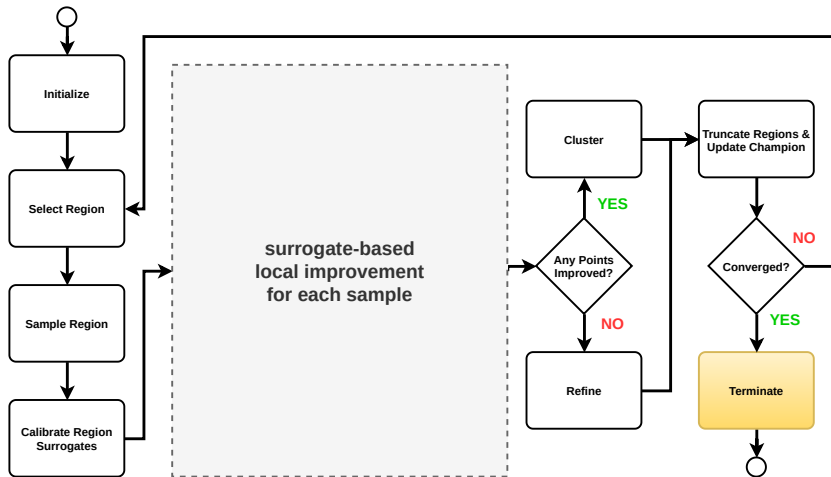 Initialize
Select Region
Sample Region
Calibrate Region
Surrogates
surrogate-based
local improvement
for each sample
Cluster
YES
Any Points
Improved?
NO
Refine
Truncate Regions &
Update Champion
NO
Converged?
YES
Terminate